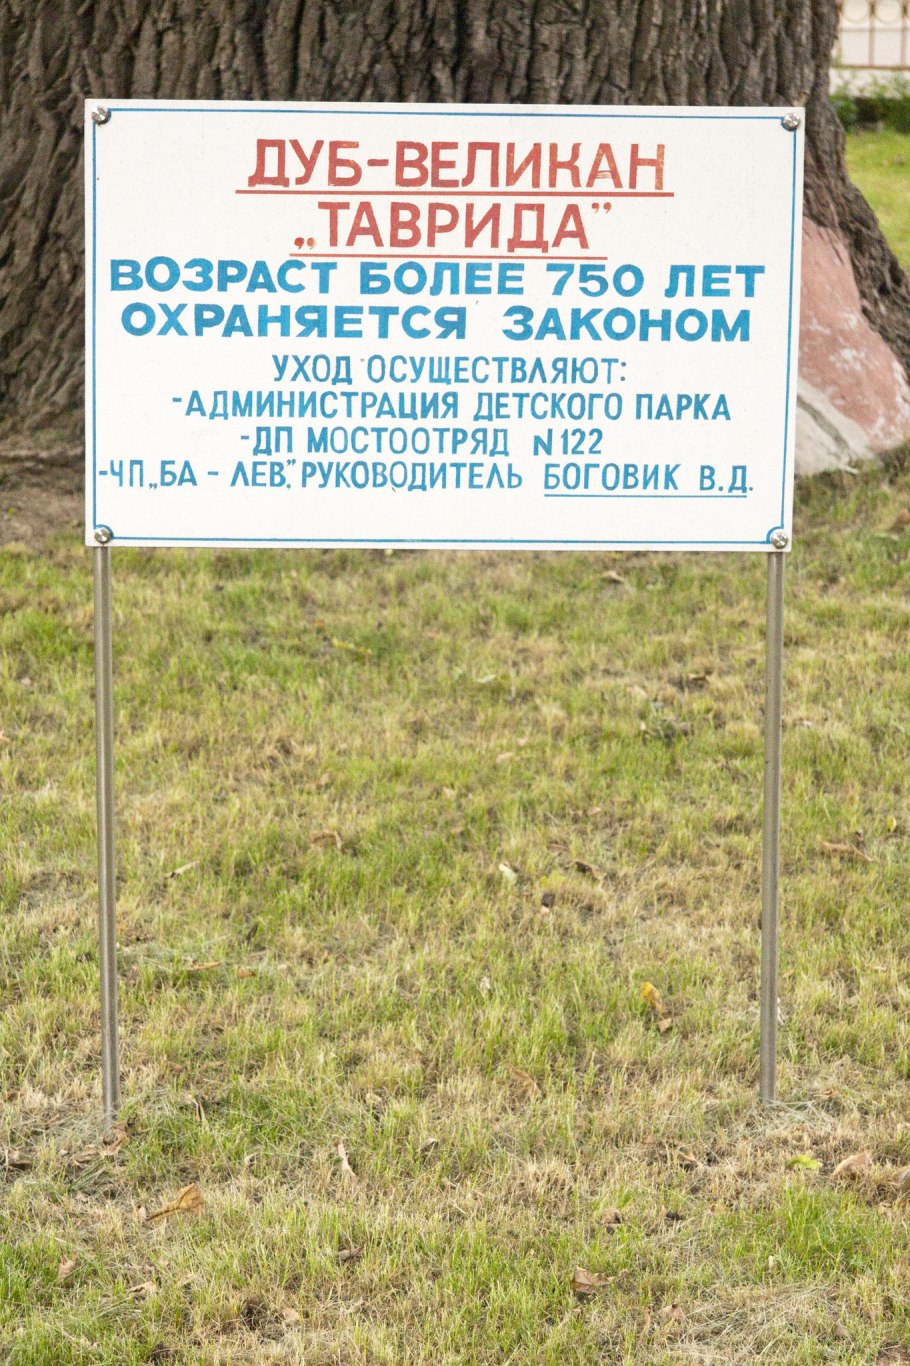 ДУБ-ВЕЛИКАН
„ТАВРИДА”
ВОЗРАСТ БОЛЕЕ 750 ЛЕТ
ОХРАНЯЕТСЯ ЗАКОНОМ
УХОД ОСУЩЕСТВЛЯЮТ:
-АДМИНИСТРАЦИЯ ДЕТСКОГО ПАРКА
-ДП МОСТООТРЯД №122
-ЧП„БА - ЛЕВ”. РУКОВОДИТЕЛЬ БОГОВИК В.Д.